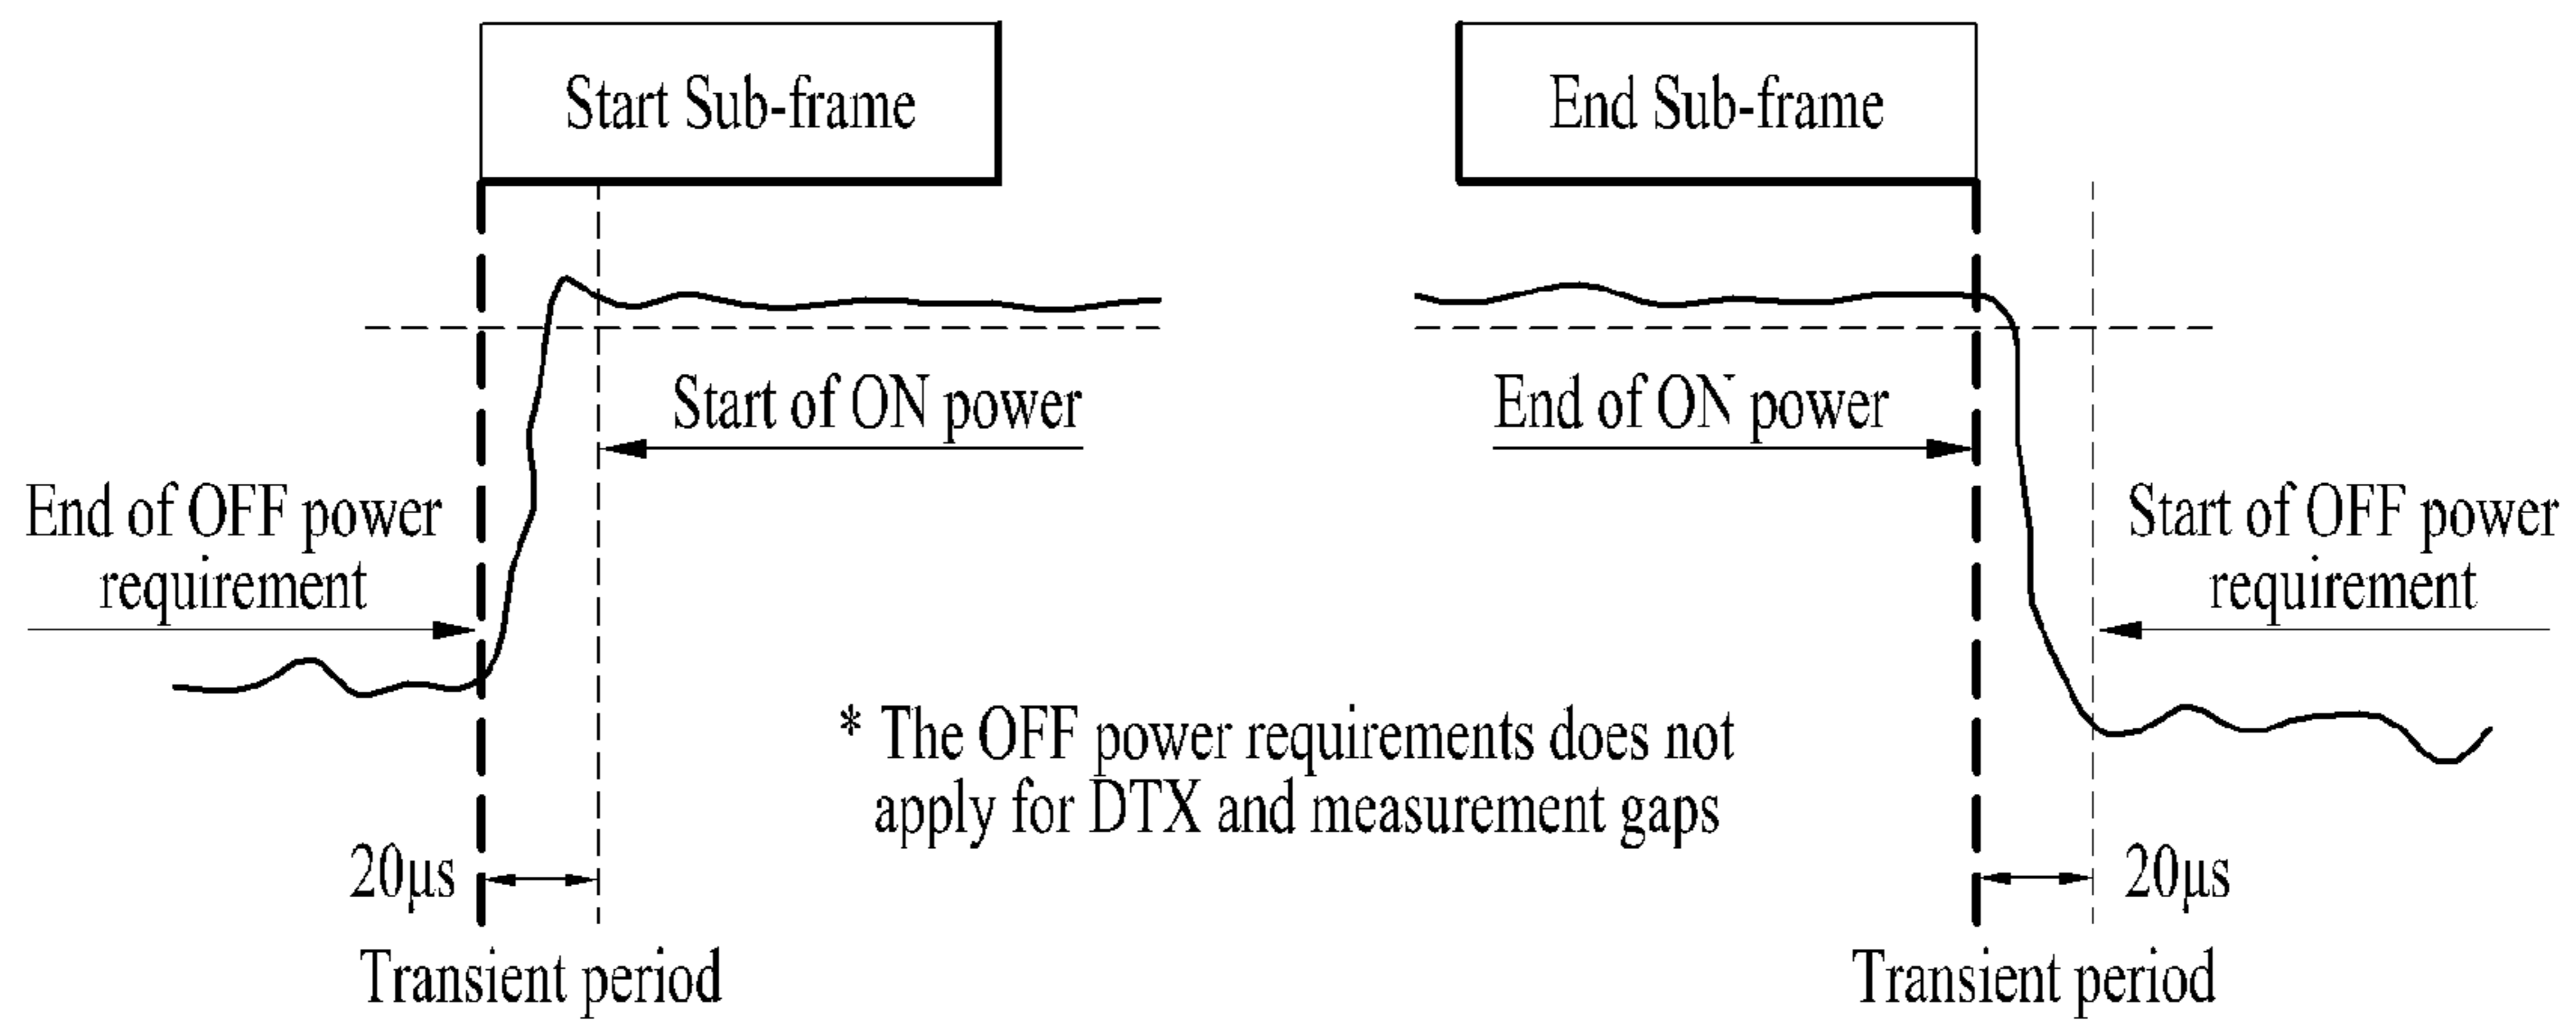 Start Sub-frame
End Sub-frame
Start of ON power
End of ON power
End of OFF power
requirement
Start of OFF power
requirement
* The OFF power requirements does not
apply for DTX and measurement gaps
20μs
20μs
Transient period
Transient period